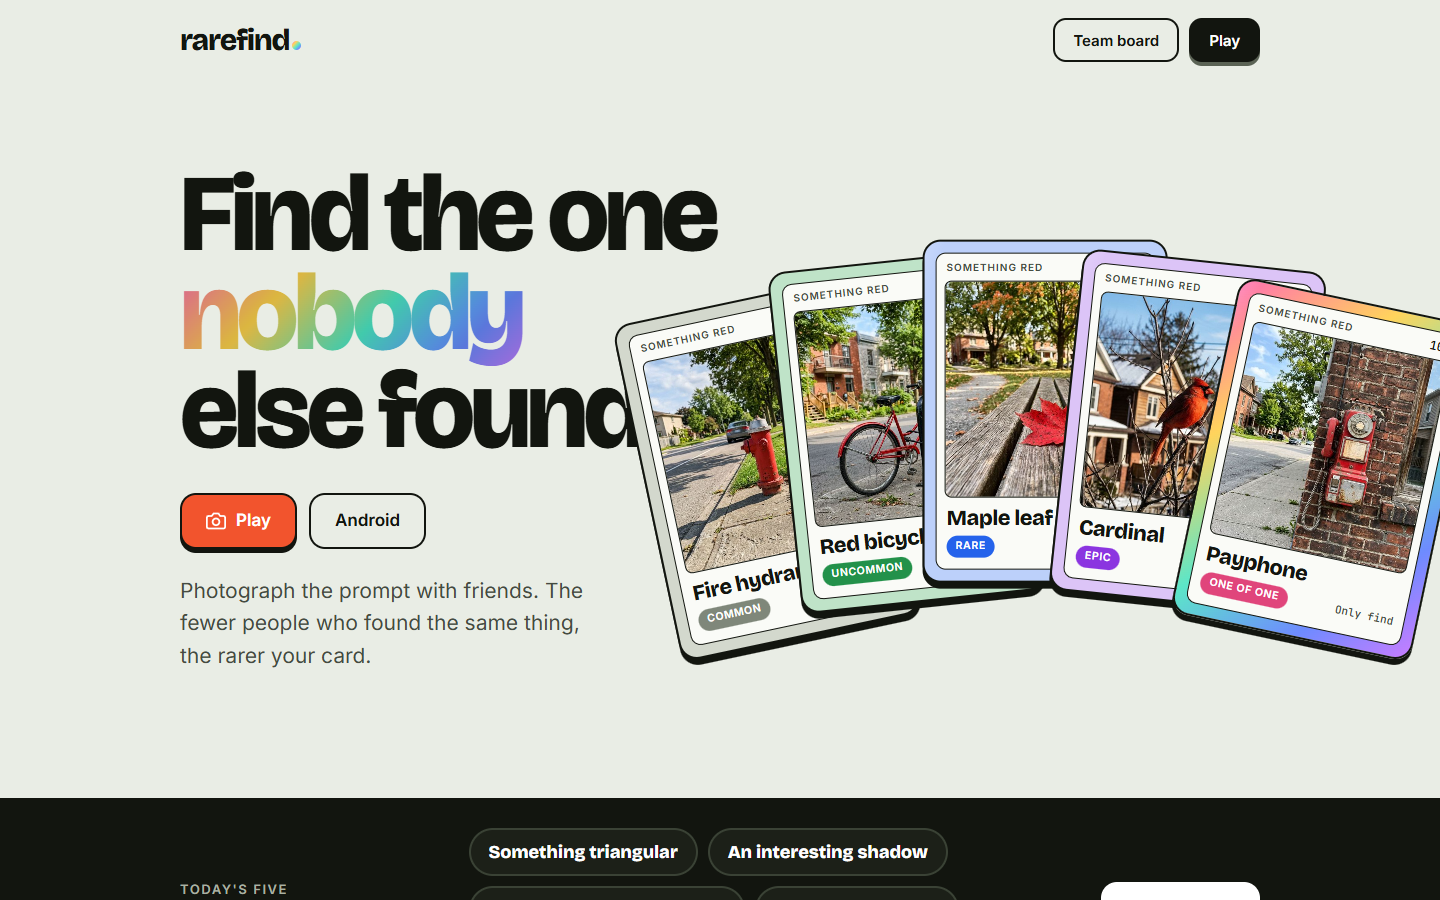 rarefind.
Team board
Play
Find the one
nobody
else found
Play
Android
Photograph the prompt with friends. The
fewer people who found the same thing,
the rarer your card.
SOMETHING RED
Fire hydran
COMMON
SOMETHING RED
Red bicycl
UNCOMMON
SOMETHING RED
Maple leaf
RARE
SOMETHING RED
Cardinal
EPIC
SOMETHING RED
Payphone
ONE OF ONE
Only find
TODAY'S FIVE
Something triangular
An interesting shadow